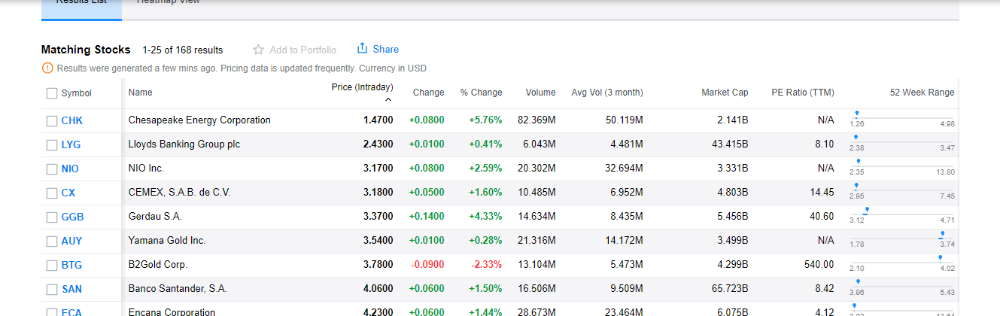 Results List Heatmap View
Matching Stocks 1-25 of 168 results Add to Portfolio Share
Results were generated a few mins ago. Pricing data is updated frequently. Currency in USD
Symbol Name Price (Intraday) Change % Change Volume Avg Vol (3 month) Market Cap PE Ratio (TTM) 52 Week Range
CHK Chesapeake Energy Corporation 1.4700 +0.0800 +5.76% 82.369M 50.119M 2.141B N/A 1.26 4.98
LYG Lloyds Banking Group plc 2.4300 +0.0100 +0.41% 6.043M 4.481M 43.415B 8.10 2.38 3.47
NIO NIO Inc. 3.1700 +0.0800 +2.59% 20.302M 32.694M 3.331B N/A 2.35 13.80
CX CEMEX, S.A.B. de C.V. 3.1800 +0.0500 +1.60% 10.485M 6.952M 4.803B 14.45 2.95 7.45
GGB Gerdau S.A. 3.3700 +0.1400 +4.33% 14.634M 8.435M 5.456B 40.60 3.12 4.71
AUY Yamana Gold Inc. 3.5400 +0.0100 +0.28% 21.316M 14.172M 3.499B N/A 1.78 3.74
BTG B2Gold Corp. 3.7800 -0.0900 -2.33% 13.104M 5.473M 4.299B 540.00 2.10 4.02
SAN Banco Santander, S.A. 4.0600 +0.0600 +1.50% 16.506M 9.509M 65.723B 8.42 3.96 5.43
ECA Encana Corporation 4.2300 +0.0600 +1.44% 28.673M 23.464M 6.075B 4.12